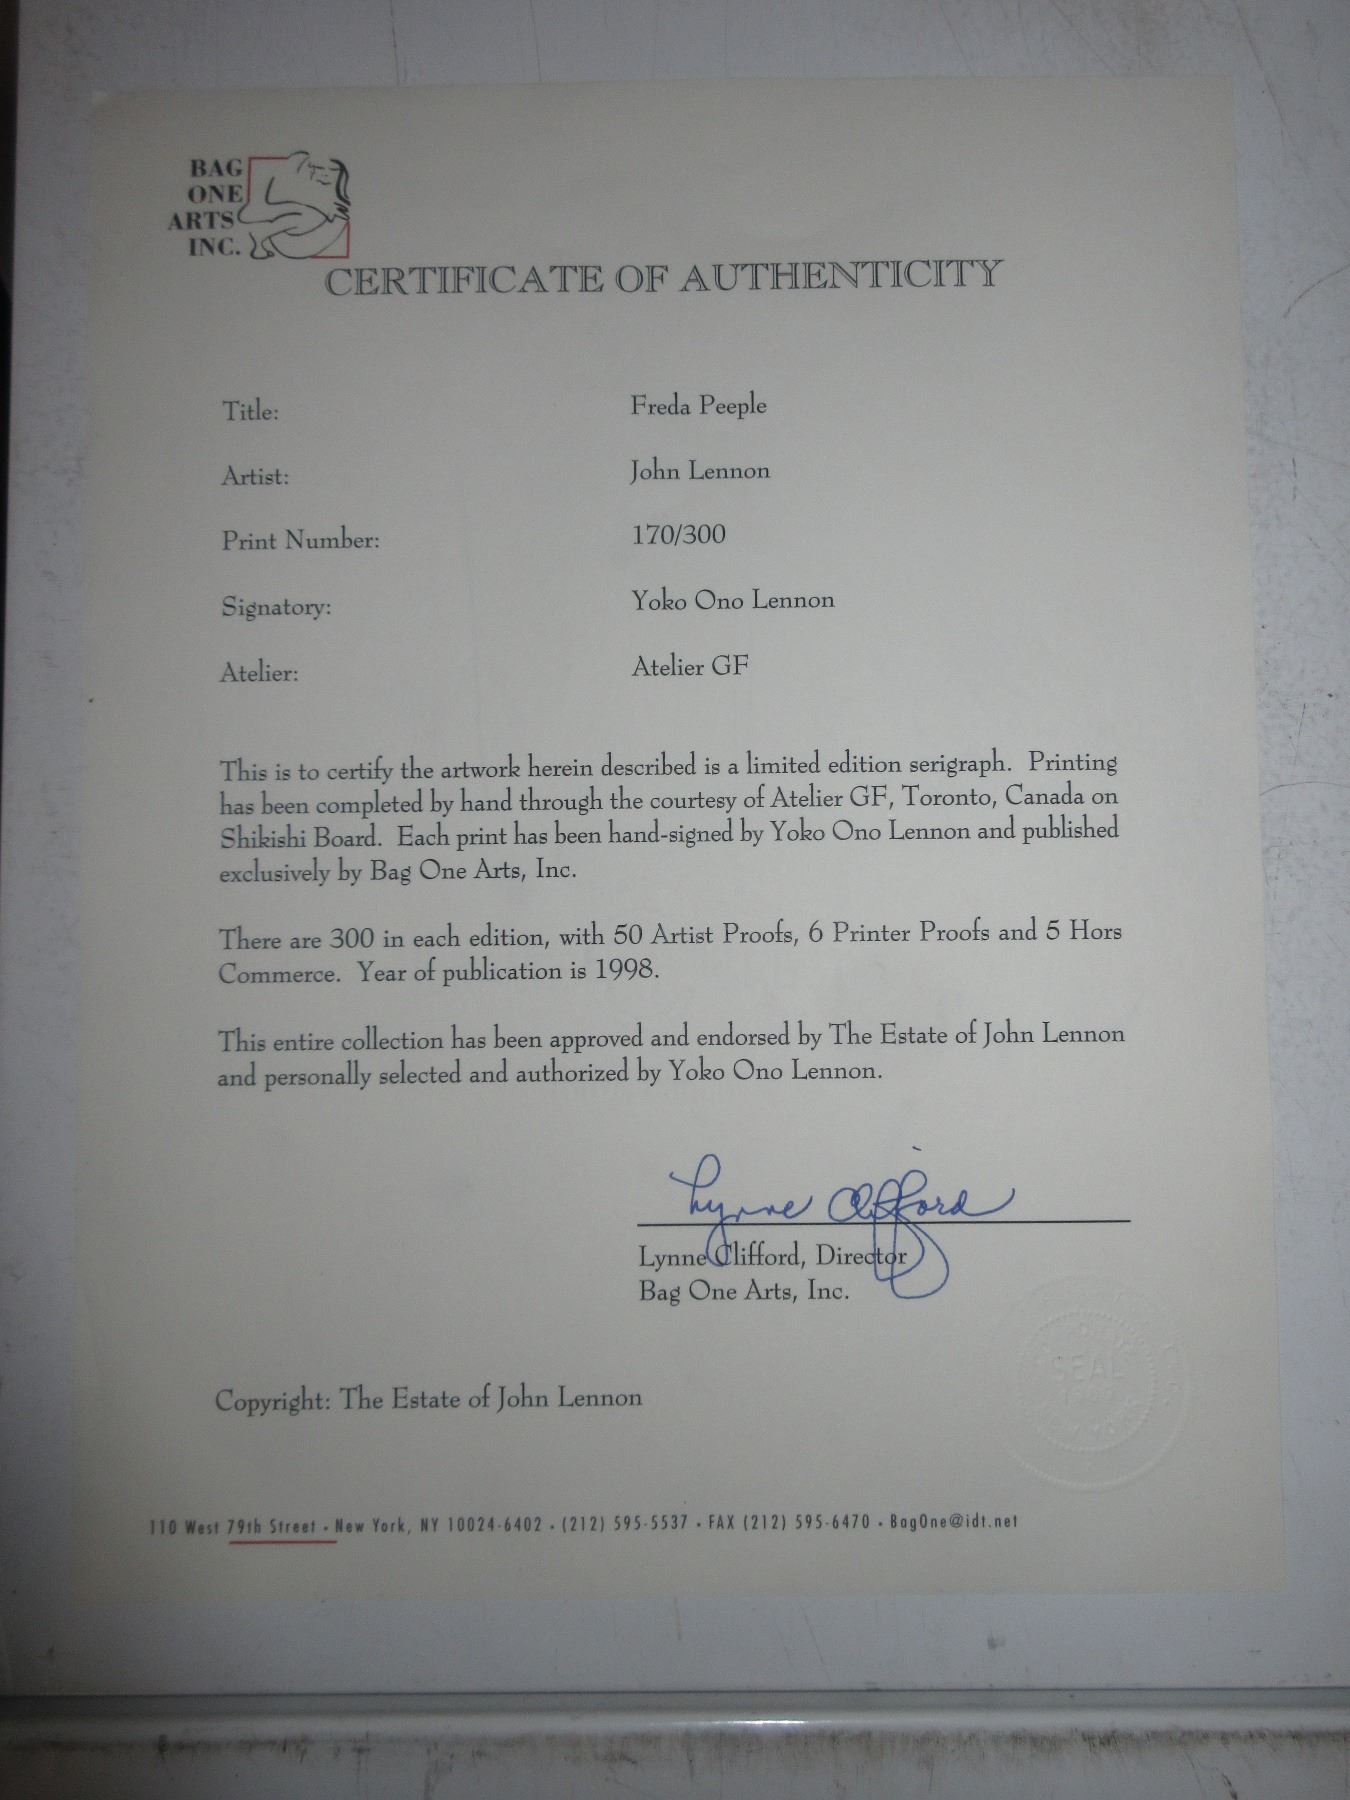 BAG
ONE
ARTS
INC.
CERTIFICATE OF AUTHENTICITY
Title: Freda Peeple
Artist: John Lennon
Print Number: 170/300
Signatory: Yoko Ono Lennon
Atelier: Atelier GF
This is to certify the artwork herein described is a limited edition serigraph. Printing
has been completed by hand through the courtesy of Atelier GF, Toronto, Canada on
Shikishi Board. Each print has been hand-signed by Yoko Ono Lennon and published
exclusively by Bag One Arts, Inc.
There are 300 in each edition, with 50 Artist Proofs, 6 Printer Proofs and 5 Hors
Commerce. Year of publication is 1998.
This entire collection has been approved and endorsed by The Estate of John Lennon
and personally selected and authorized by Yoko Ono Lennon.
Lynne Clifford
Lynne Clifford, Director
Bag One Arts, Inc.
SEAL
Copyright: The Estate of John Lennon
110 West 79th Street • New York, NY 10024-6402 • (212) 595-5537 • FAX (212) 595-6470 • BagOne@idt.net